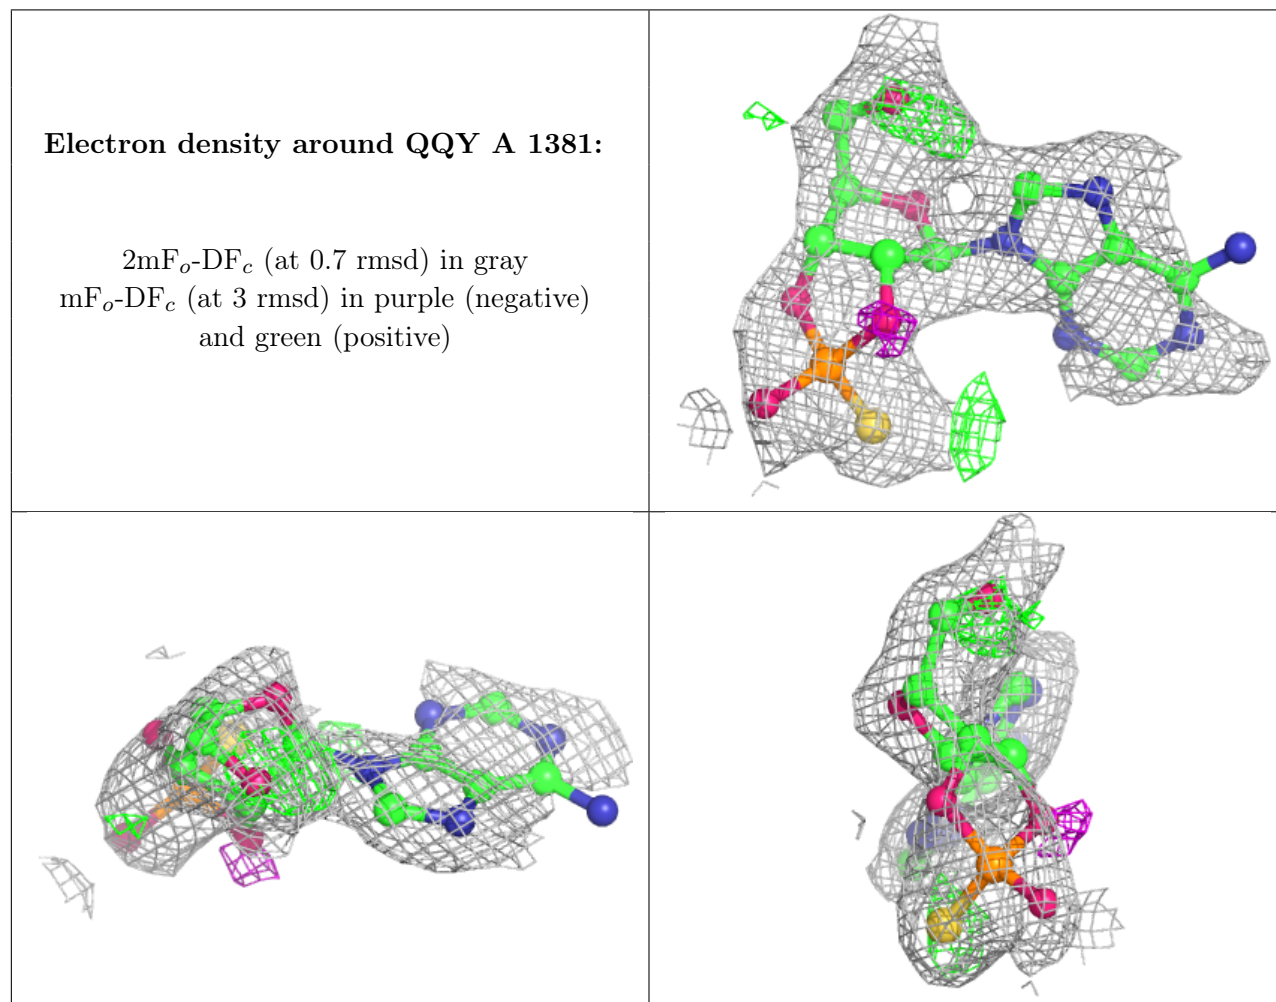 Electron density around QQY A 1381:
2mFo-DFc (at 0.7 rmsd) in gray
mFo-DFc (at 3 rmsd) in purple (negative)
and green (positive)